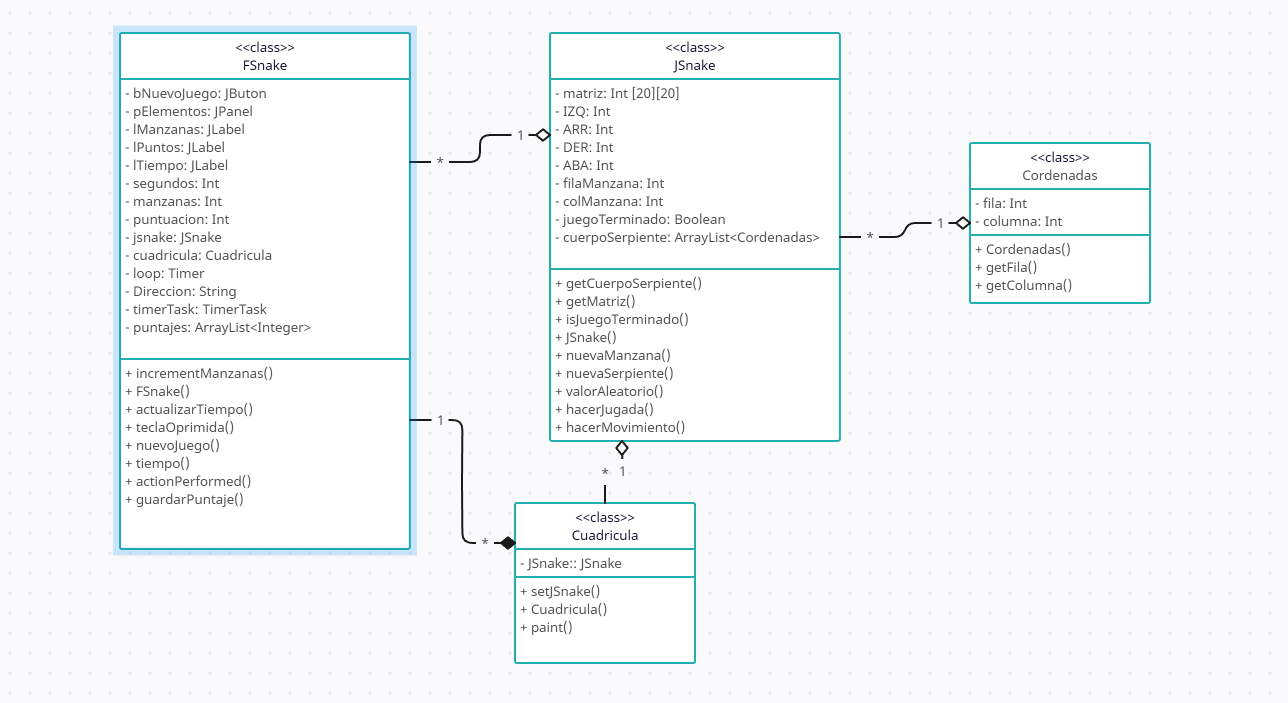 <<class>>
FSnake
- bNuevoJuego: JButon
- pElementos: JPanel
- lManzanas: JLabel
- lPuntos: JLabel
- lTiempo: JLabel
- segundos: Int
- manzanas: Int
- puntuacion: Int
- jsnake: JSnake
- cuadricula: Cuadricula
- loop: Timer
- Direccion: String
- timerTask: TimerTask
- puntajes: ArrayList<Integer>
+ incrementManzanas()
+ FSnake()
+ actualizarTiempo()
+ teclaOprimida()
+ nuevoJuego()
+ tiempo()
+ actionPerformed()
+ guardarPuntaje()
* 1
1 *
<<class>>
JSnake
- matriz: Int [20][20]
- IZQ: Int
- ARR: Int
- DER: Int
- ABA: Int
- filaManzana: Int
- colManzana: Int
- juegoTerminado: Boolean
- cuerpoSerpiente: ArrayList<Cordenadas>
+ getCuerpoSerpiente()
+ getMatriz()
+ isJuegoTerminado()
+ JSnake()
+ nuevaManzana()
+ nuevaSerpiente()
+ valorAleatorio()
+ hacerJugada()
+ hacerMovimiento()
* 1
* 1
<<class>>
Cuadricula
- JSnake:: JSnake
+ setJSnake()
+ Cuadricula()
+ paint()
<<class>>
Cordenadas
- fila: Int
- columna: Int
+ Cordenadas()
+ getFila()
+ getColumna()